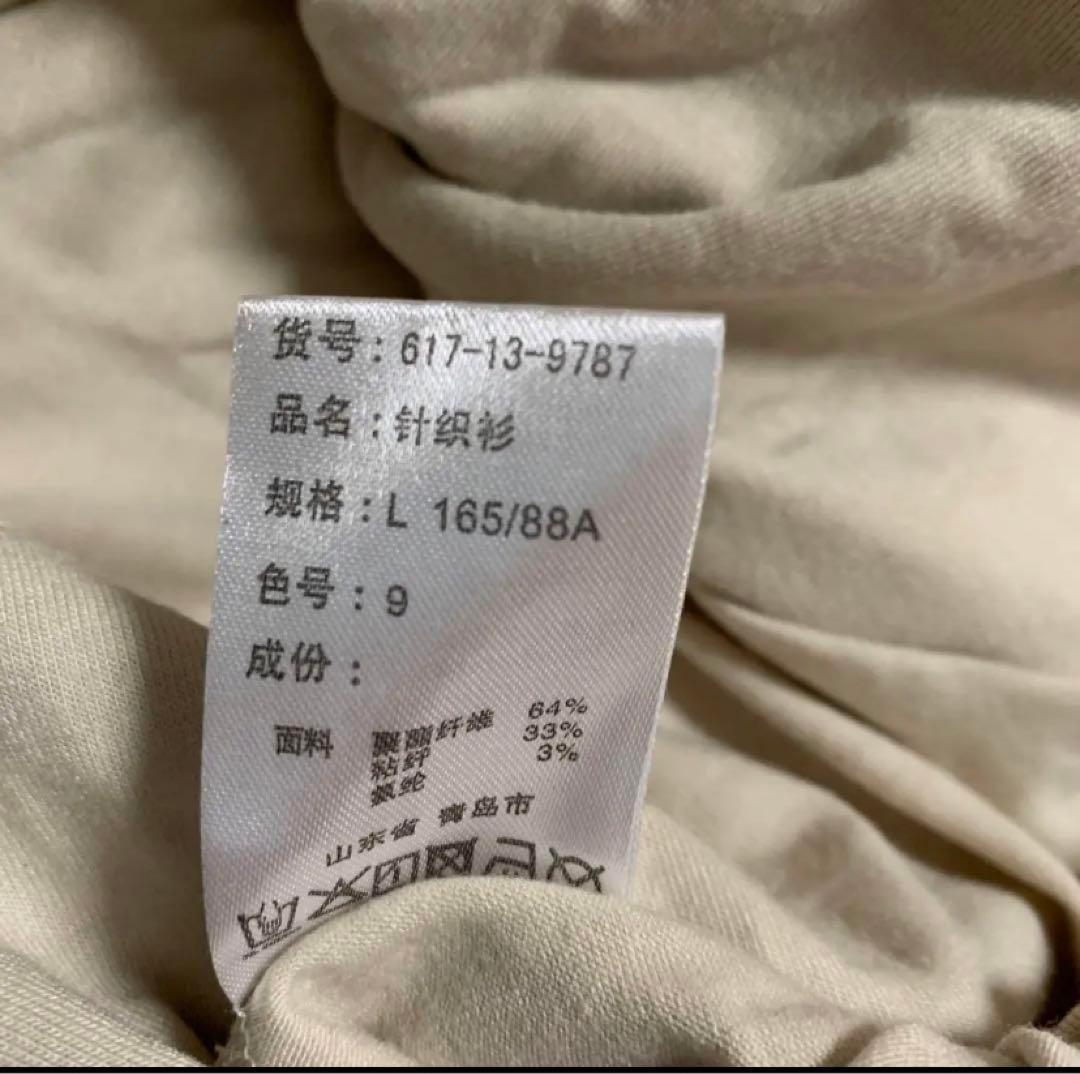 货号：617-13-9787
品名：针织衫
规格：L 165/88A
色号：9
成份：
面料 聚酯纤维 64%
粘纤 33%
氨纶 3%
山东省 青岛市